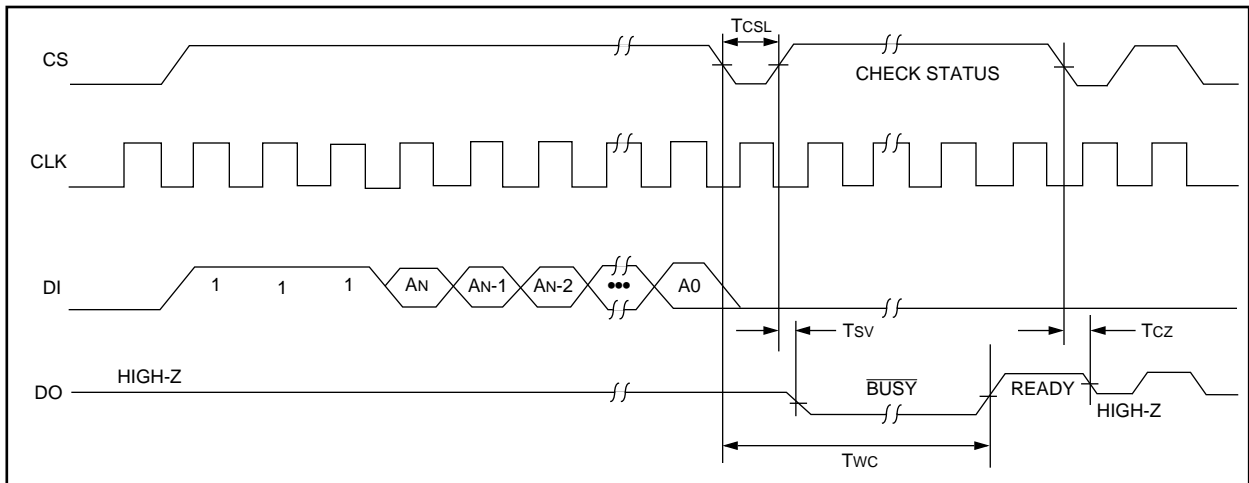 TCSL
CS
CHECK STATUS
CLK
DI
1 1 1 AN AN-1 AN-2 ••• A0
TSV
TCZ
DO
HIGH-Z
BUSY
READY
HIGH-Z
TWC